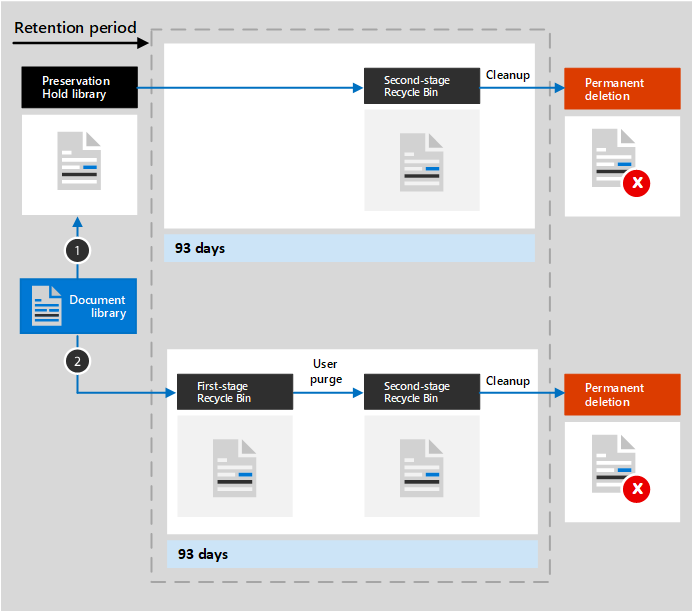 Retention period
Preservation
Hold library
Second-stage
Recycle Bin
Cleanup
Permanent
deletion
X
93 days
1
Document
library
2
First-stage
Recycle Bin
User
purge
Second-stage
Recycle Bin
Cleanup
Permanent
deletion
X
93 days